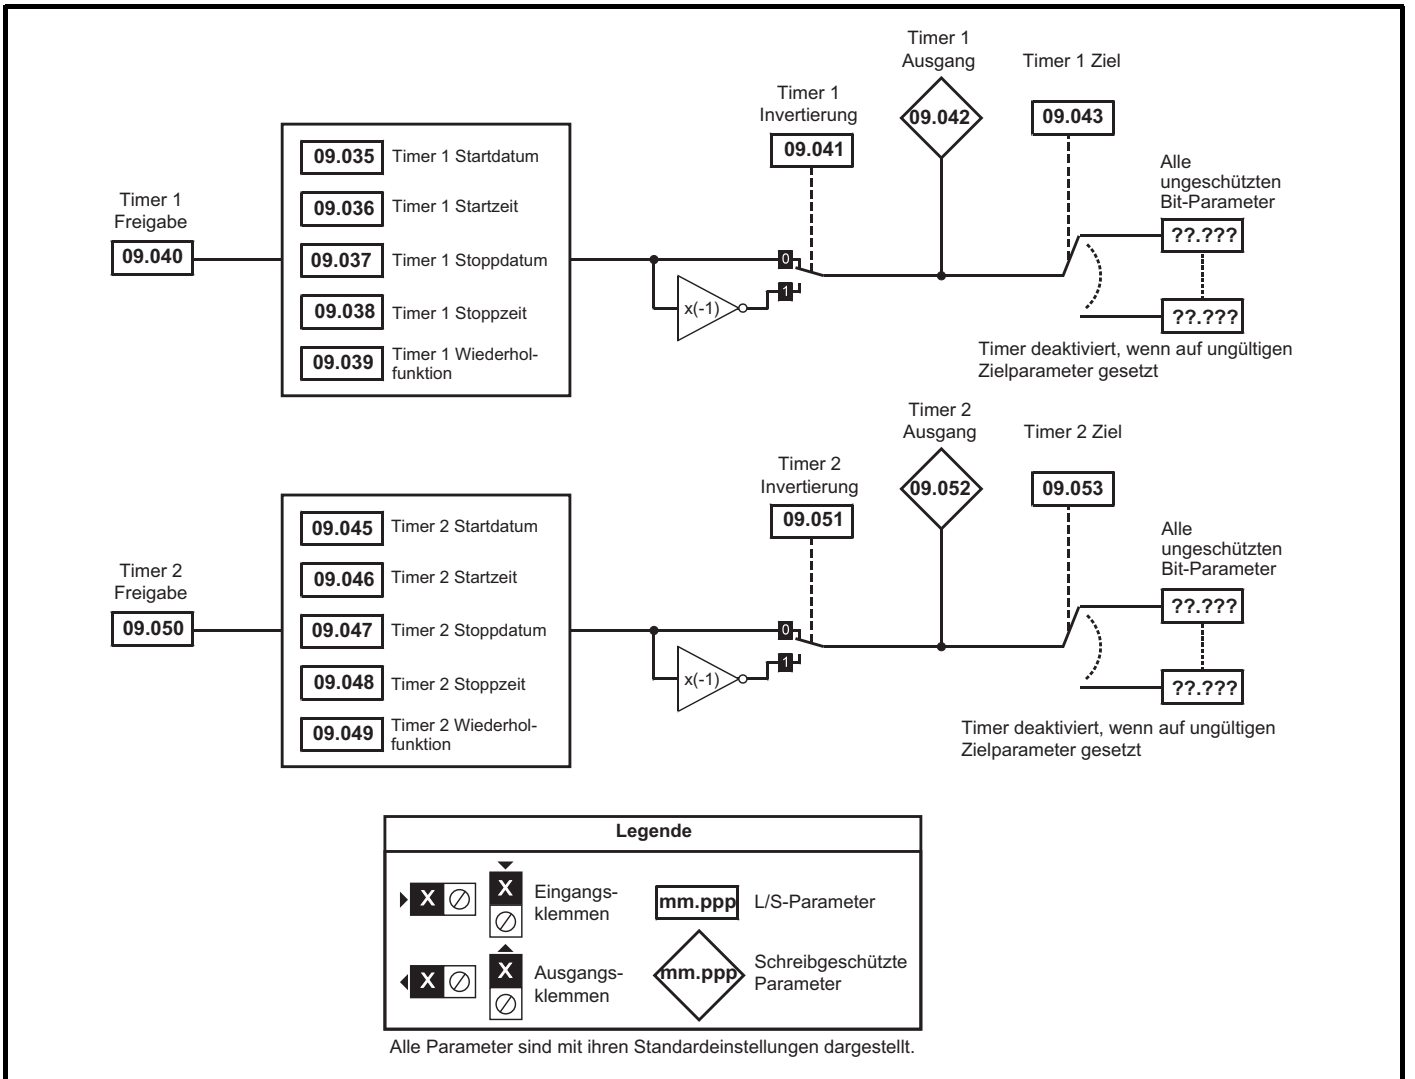 Timer 1
Ausgang
Timer 1 Ziel
Timer 1
Invertierung
09.042
09.043
09.041
Alle
ungeschützten
Bit-Parameter
Timer 1
Freigabe
09.040
09.035 Timer 1 Startdatum
09.036 Timer 1 Startzeit
09.037 Timer 1 Stoppdatum
09.038 Timer 1 Stoppzeit
09.039 Timer 1 Wiederhol-
funktion
x(-1)
0
1
??.???
??.???
Timer deaktiviert, wenn auf ungültigen
Zielparameter gesetzt
Timer 2
Ausgang
Timer 2 Ziel
Timer 2
Invertierung
09.052
09.053
09.051
Alle
ungeschützten
Bit-Parameter
Timer 2
Freigabe
09.050
09.045 Timer 2 Startdatum
09.046 Timer 2 Startzeit
09.047 Timer 2 Stoppdatum
09.048 Timer 2 Stoppzeit
09.049 Timer 2 Wiederhol-
funktion
x(-1)
0
1
??.???
??.???
Timer deaktiviert, wenn auf ungültigen
Zielparameter gesetzt
Legende
X
X
Eingangs-
klemmen
mm.ppp
L/S-Parameter
X
X
Ausgangs-
klemmen
mm.ppp
Schreibgeschützte
Parameter
Alle Parameter sind mit ihren Standardeinstellungen dargestellt.